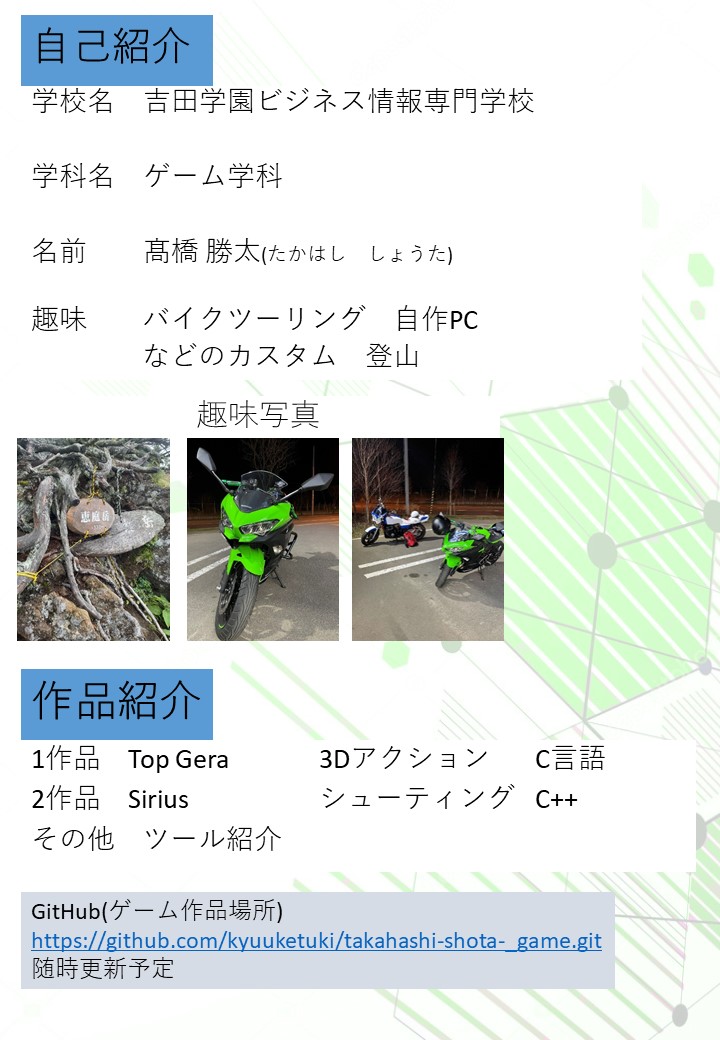 自己紹介
学校名　吉田学園ビジネス情報専門学校
学科名　ゲーム学科
名前　　髙橋 勝太(たかはし　しょうた)
趣味　　バイクツーリング　自作PC
などのカスタム　登山
趣味写真
恵庭岳
作品紹介
1作品　Top Gera　3Dアクション　C言語
2作品　Sirius　シューティング　C++
その他　ツール紹介
GitHub(ゲーム作品場所)
https://github.com/kyuuketuki/takahashi-shota-_game.git
随時更新予定